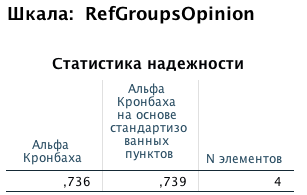 Шкала: RefGroupsOpinion
Статистика надежности
Альфа
Кронбаха
Альфа
Кронбаха
на основе
стандартизо
ванных
пунктов
N элементов
,736
,739
4